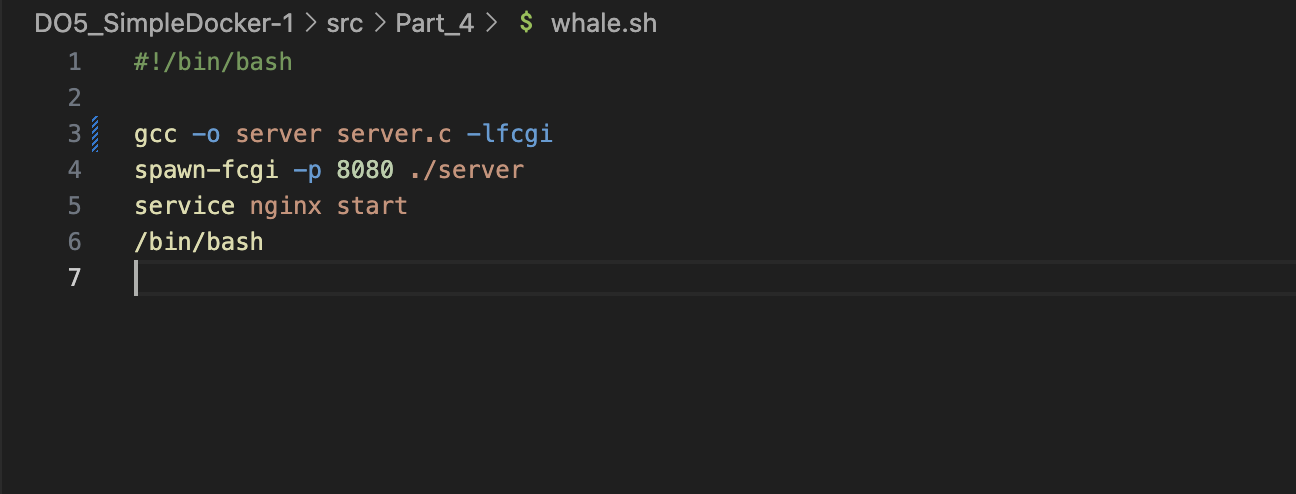 DO5_SimpleDocker-1 > src > Part_4 > $ whale.sh
1 #!/bin/bash
2
3 gcc -o server server.c -lfcgi
4 spawn-fcgi -p 8080 ./server
5 service nginx start
6 /bin/bash
7